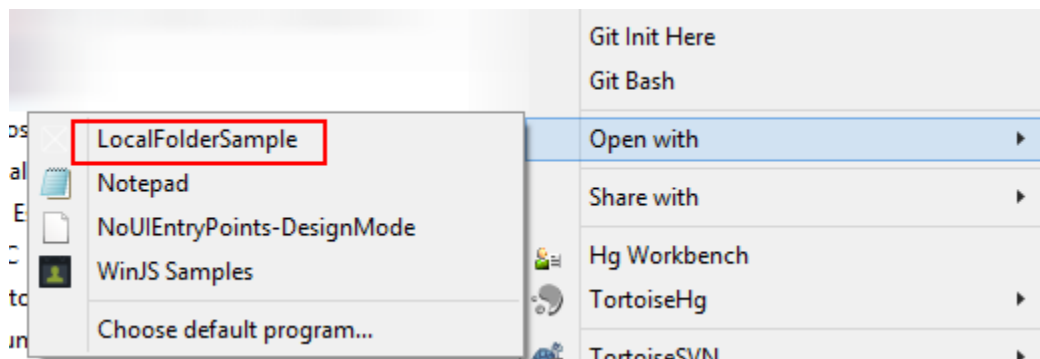 Git Init Here
Git Bash
Open with
Share with
Hg Workbench
TortoiseHg
TortoiseSVN
LocalFolderSample
Notepad
NoUIEntryPoints-DesignMode
WinJS Samples
Choose default program...